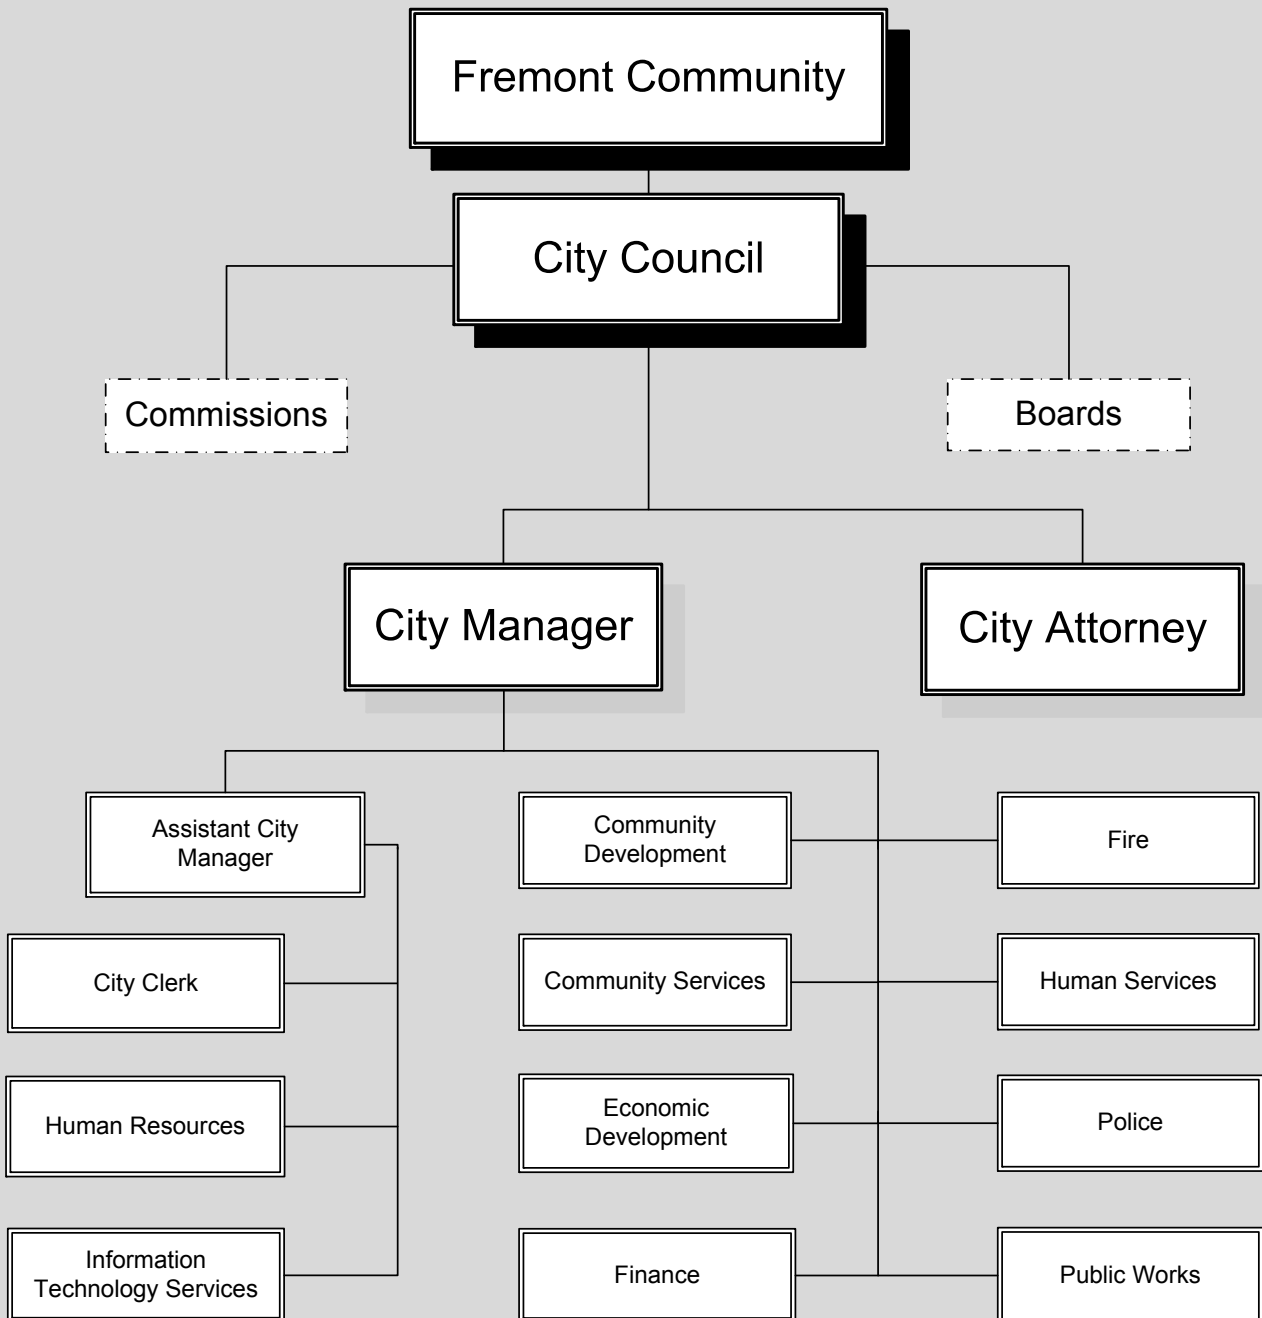 Fremont Community
City Council
Commissions
Boards
City Manager
City Attorney
Assistant City
Manager
Community
Development
Fire
City Clerk
Community Services
Human Services
Human Resources
Economic
Development
Police
Information
Technology Services
Finance
Public Works